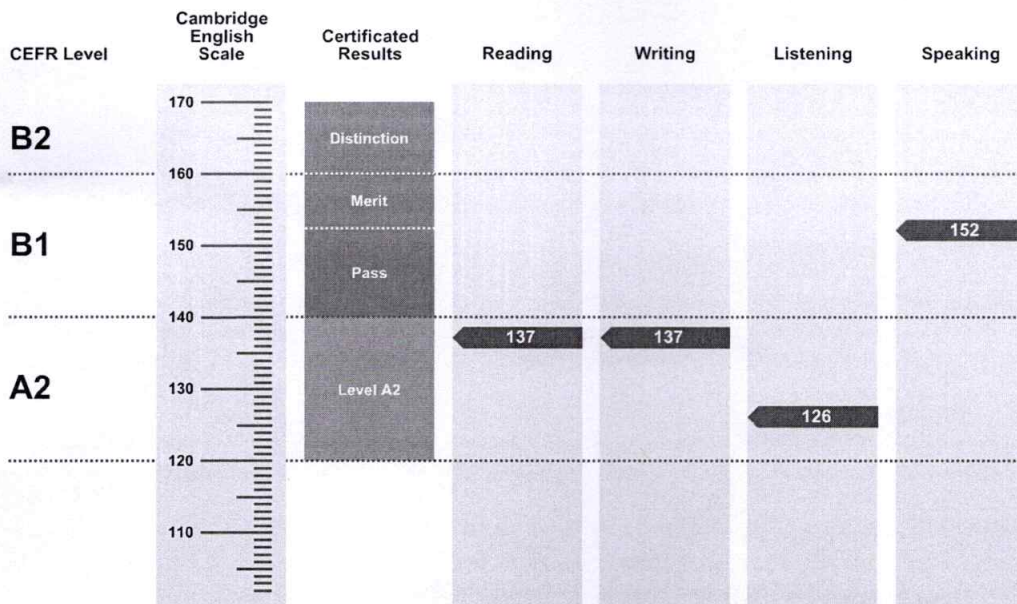 CEFR Level
Cambridge
English
Scale
Certificated
Results
Reading
Writing
Listening
Speaking
170
B2
Distinction
160
Merit
B1
150
152
Pass
140
137
137
A2
130
Level A2
126
120
110